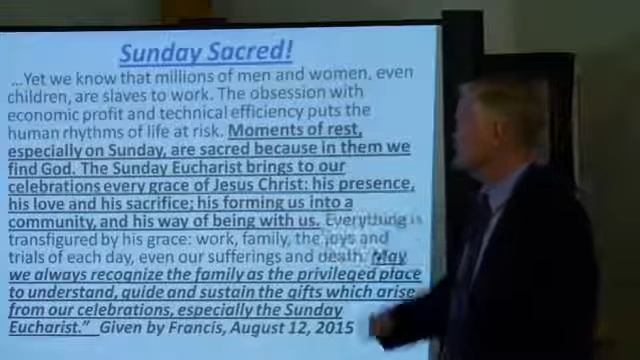 Sunday Sacred!
...Yet we know that millions of men and women, even
children, are slaves to work. The obsession with
economic profit and technical efficiency puts the
human rhythms of life at risk. Moments of rest,
especially on Sunday, are sacred because in them we
find God. The Sunday Eucharist brings to our
celebrations every grace of Jesus Christ: his presence,
his love and his sacrifice; his forming us into a
community, and his way of being with us. Everything is
transfigured by his grace: work, family, the joys and
trials of each day, even our sufferings and death. May
we always recognize the family as the privileged place
to understand, guide and sustain the gifts which arise
from our celebrations, especially the Sunday
Eucharist." Given by Francis, August 12, 2015